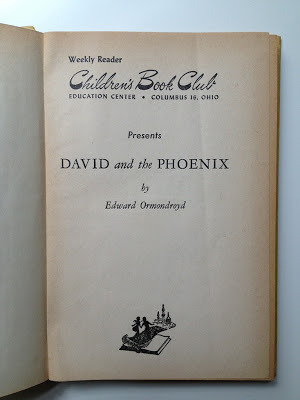 Weekly Reader
Children's Book Club
EDUCATION CENTER • COLUMBUS 16, OHIO
Presents
DAVID and the PHOENIX
by
Edward Ormondroyd